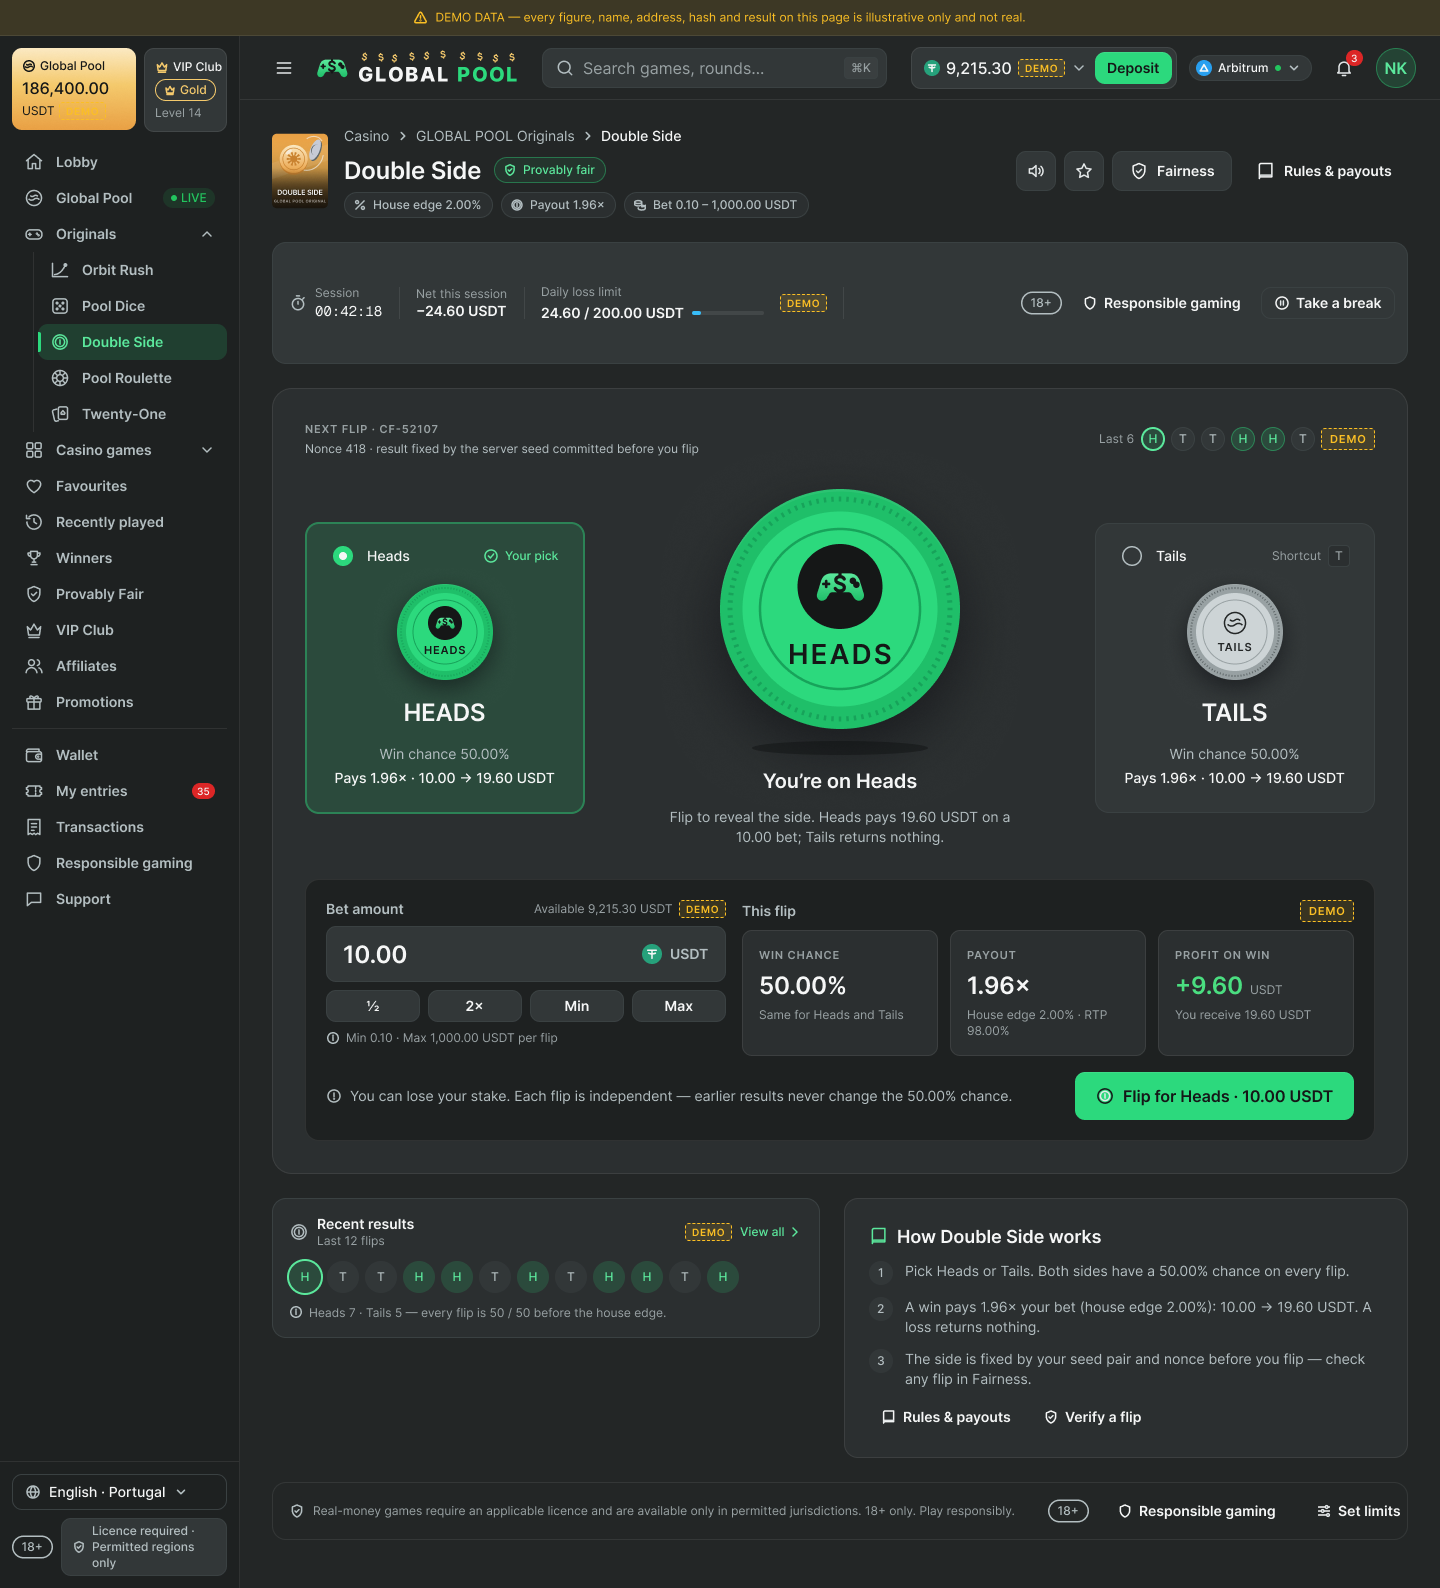 DEMO DATA — every figure, name, address, hash and result on this page is illustrative only and not real.
Global Pool
186,400.00
USDT DEMO
VIP Club
Gold
Level 14
Lobby
Global Pool LIVE
Originals
Orbit Rush
Pool Dice
Double Side
Pool Roulette
Twenty-One
Casino games
Favourites
Recently played
Winners
Provably Fair
VIP Club
Affiliates
Promotions
Wallet
My entries 35
Transactions
Responsible gaming
Support
English · Portugal
18+
Licence required ·
Permitted regions
only
$ $ $ $ $ $ $ $
GLOBAL POOL
Search games, rounds... ⌘K
9,215.30 DEMO Deposit
Arbitrum
3
NK
Casino > GLOBAL POOL Originals > Double Side
DOUBLE SIDE
GLOBAL POOL ORIGINAL
Double Side Provably fair
House edge 2.00% Payout 1.96× Bet 0.10 – 1,000.00 USDT
Fairness Rules & payouts
Session
00:42:18
Net this session
−24.60 USDT
Daily loss limit
24.60 / 200.00 USDT
DEMO
18+ Responsible gaming Take a break
NEXT FLIP · CF-52107
Nonce 418 · result fixed by the server seed committed before you flip
Last 6 H T T H H T DEMO
Heads Your pick
HEADS
HEADS
Win chance 50.00%
Pays 1.96× · 10.00 → 19.60 USDT
$
HEADS
You’re on Heads
Flip to reveal the side. Heads pays 19.60 USDT on a
10.00 bet; Tails returns nothing.
Tails Shortcut T
TAILS
TAILS
Win chance 50.00%
Pays 1.96× · 10.00 → 19.60 USDT
Bet amount Available 9,215.30 USDT DEMO
10.00 USDT
½ 2× Min Max
Min 0.10 · Max 1,000.00 USDT per flip
This flip DEMO
WIN CHANCE
50.00%
Same for Heads and Tails
PAYOUT
1.96×
House edge 2.00% · RTP
98.00%
PROFIT ON WIN
+9.60 USDT
You receive 19.60 USDT
You can lose your stake. Each flip is independent — earlier results never change the 50.00% chance.
Flip for Heads · 10.00 USDT
Recent results
Last 12 flips
DEMO View all
H T T H H T H T H H T H
Heads 7 · Tails 5 — every flip is 50 / 50 before the house edge.
How Double Side works
1 Pick Heads or Tails. Both sides have a 50.00% chance on every flip.
2 A win pays 1.96× your bet (house edge 2.00%): 10.00 → 19.60 USDT. A
loss returns nothing.
3 The side is fixed by your seed pair and nonce before you flip — check
any flip in Fairness.
Rules & payouts Verify a flip
Real-money games require an applicable licence and are available only in permitted jurisdictions. 18+ only. Play responsibly.
18+ Responsible gaming Set limits